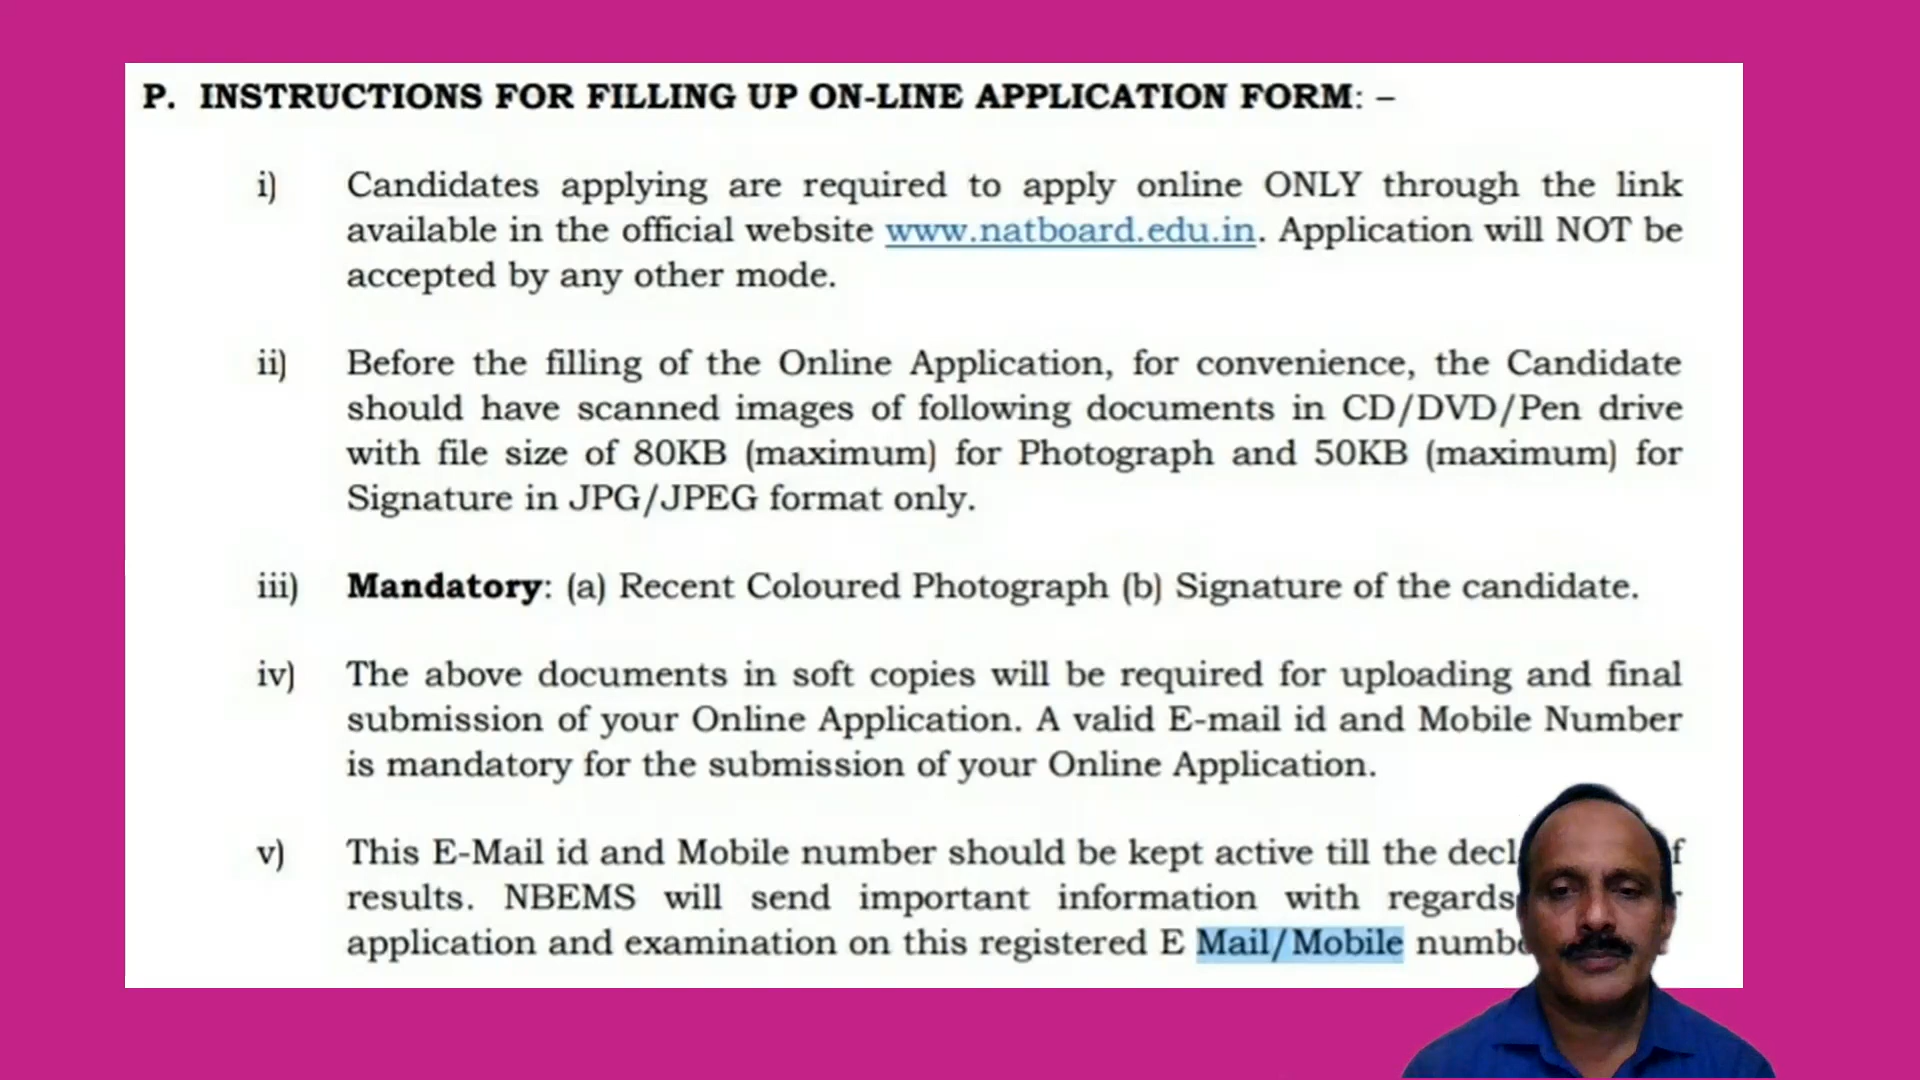 P. INSTRUCTIONS FOR FILLING UP ON-LINE APPLICATION FORM: –
i) Candidates applying are required to apply online ONLY through the link
available in the official website www.natboard.edu.in. Application will NOT be
accepted by any other mode.
ii) Before the filling of the Online Application, for convenience, the Candidate
should have scanned images of following documents in CD/DVD/Pen drive
with file size of 80KB (maximum) for Photograph and 50KB (maximum) for
Signature in JPG/JPEG format only.
iii) Mandatory: (a) Recent Coloured Photograph (b) Signature of the candidate.
iv) The above documents in soft copies will be required for uploading and final
submission of your Online Application. A valid E-mail id and Mobile Number
is mandatory for the submission of your Online Application.
v) This E-Mail id and Mobile number should be kept active till the
results. NBEMS will send important information with regards
application and examination on this registered E Mail/Mobile